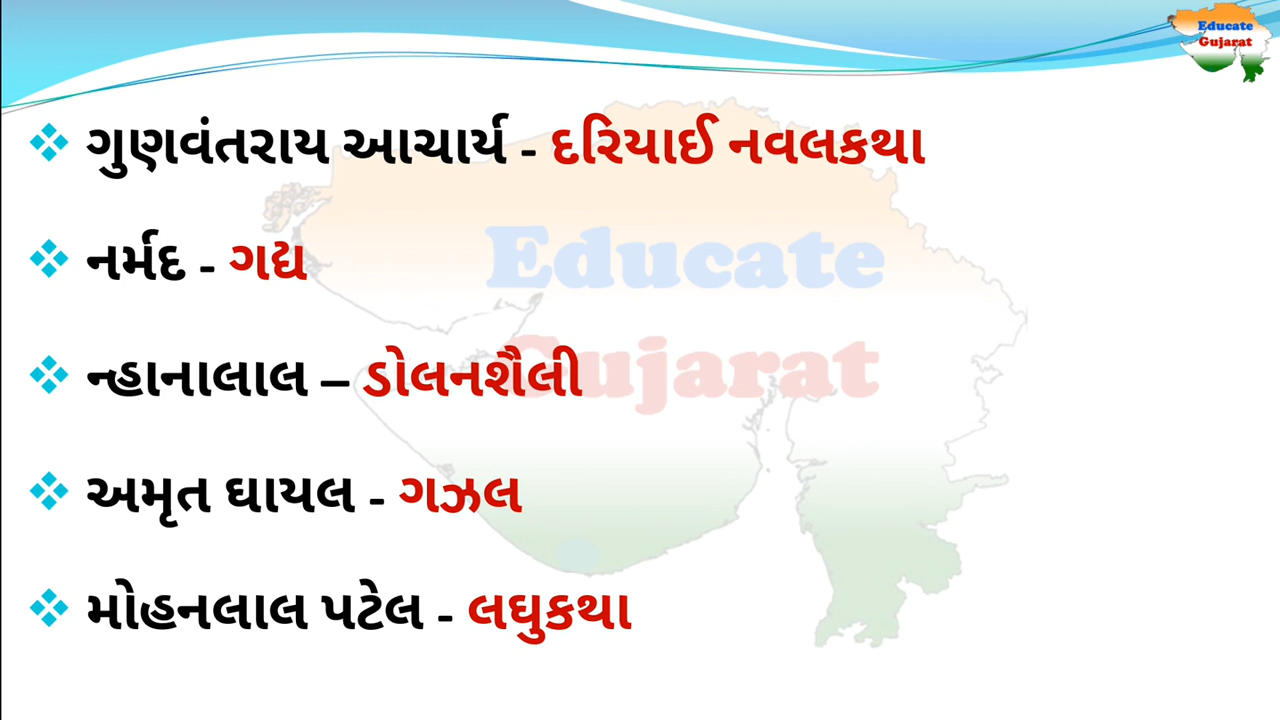 Educate
Gujarat
❖ ગુણવંતરાય આચાર્ય - દરિયાઈ નવલકથા
❖ નર્મદ - ગદ્ય
❖ ન્હાનાલાલ – ડોલનશૈલી
❖ અમૃત ઘાયલ - ગઝલ
❖ મોહનલાલ પટેલ - લઘુકથા
Educate
Gujarat